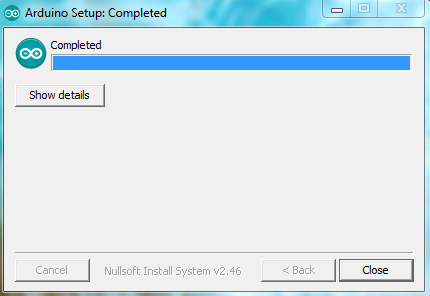 Arduino Setup: Completed
Completed
Show details
Cancel
Nullsoft Install System v2.46
< Back
Close